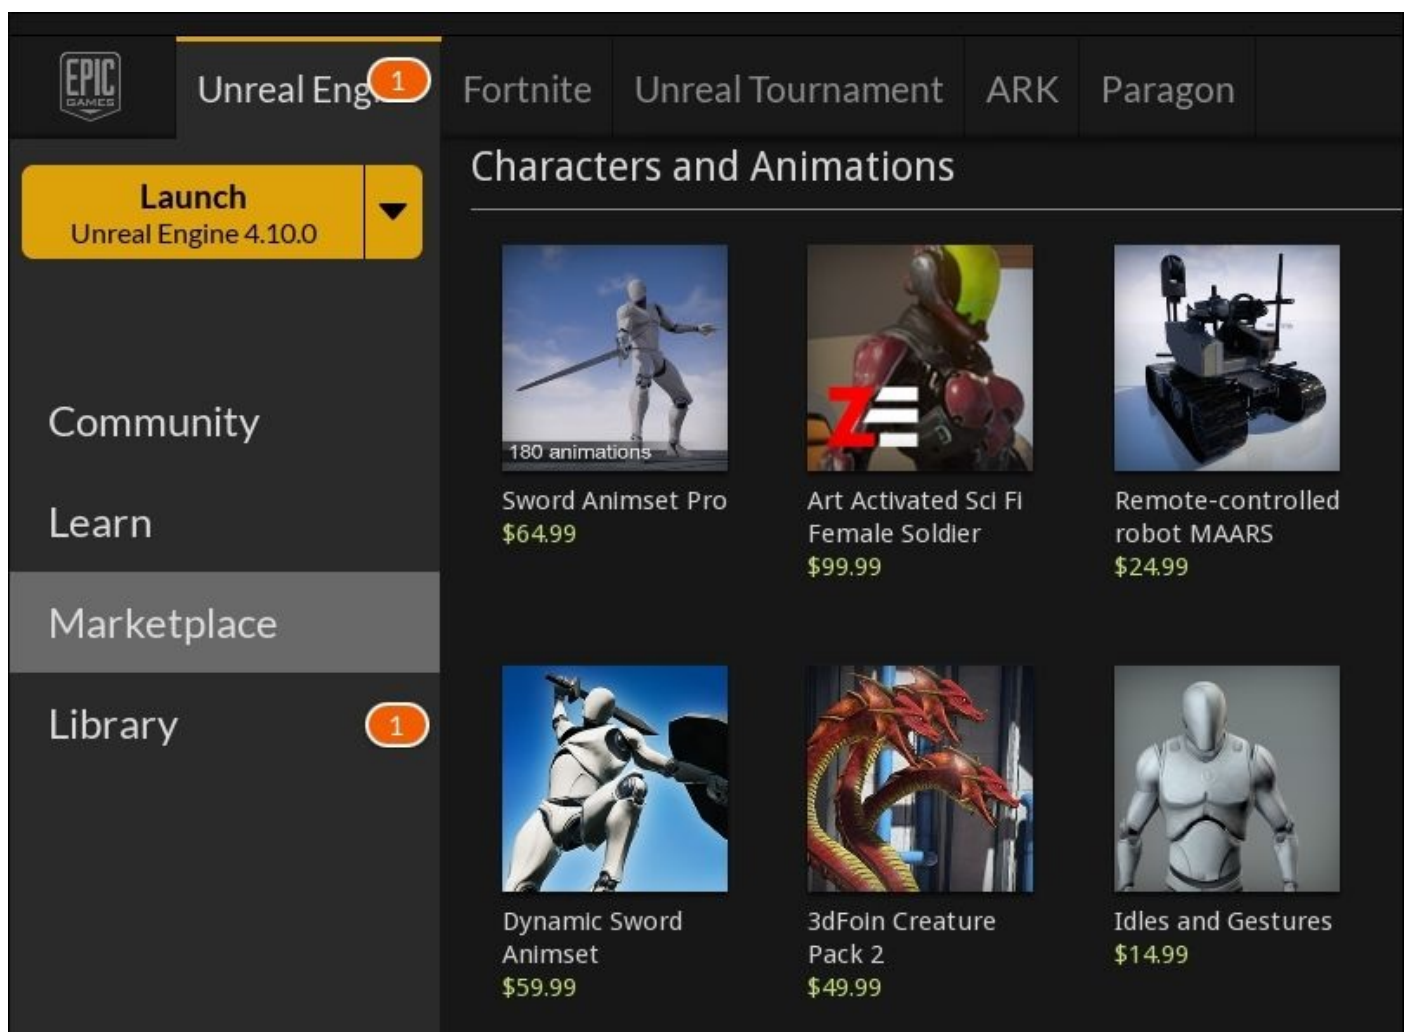 EPIC
GAMES
Unreal Eng
1
Fortnite
Unreal Tournament
ARK
Paragon
Launch
Unreal Engine 4.10.0
Community
Learn
Marketplace
Library
1
Characters and Animations
180 animations
Sword Animset Pro
$64.99
ZE
Art Activated Sci Fi
Female Soldier
$99.99
Remote-controlled
robot MAARS
$24.99
Dynamic Sword
Animset
$59.99
3dFoin Creature
Pack 2
$49.99
Idles and Gestures
$14.99